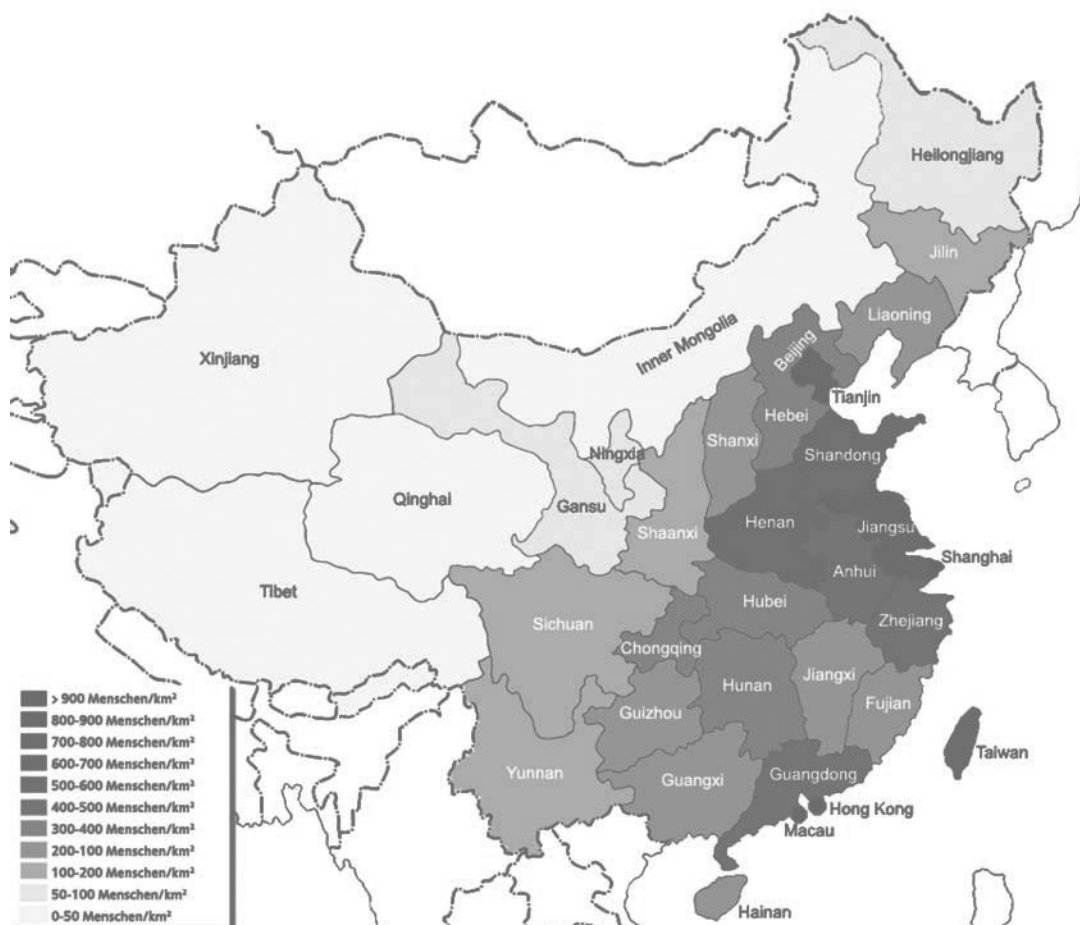 Heilongjiang
Jilin
Liaoning
Inner Mongolia
Xinjiang
Beijing
Tianjin
Hebei
Shanxi
Shandong
Ningxia
Qinghai
Gansu
Shaanxi
Henan
Jiangsu
Shanghai
Anhui
Tibet
Hubei
Zhejiang
Sichuan
Chongqing
Hunan
Jiangxi
Fujian
Guizhou
Taiwan
Yunnan
Guangxi
Guangdong
Hong Kong
Macau
Hainan
> 900 Menschen/km²
800-900 Menschen/km²
700-800 Menschen/km²
600-700 Menschen/km²
500-600 Menschen/km²
400-500 Menschen/km²
300-400 Menschen/km²
200-100 Menschen/km²
100-200 Menschen/km²
50-100 Menschen/km²
0-50 Menschen/km²